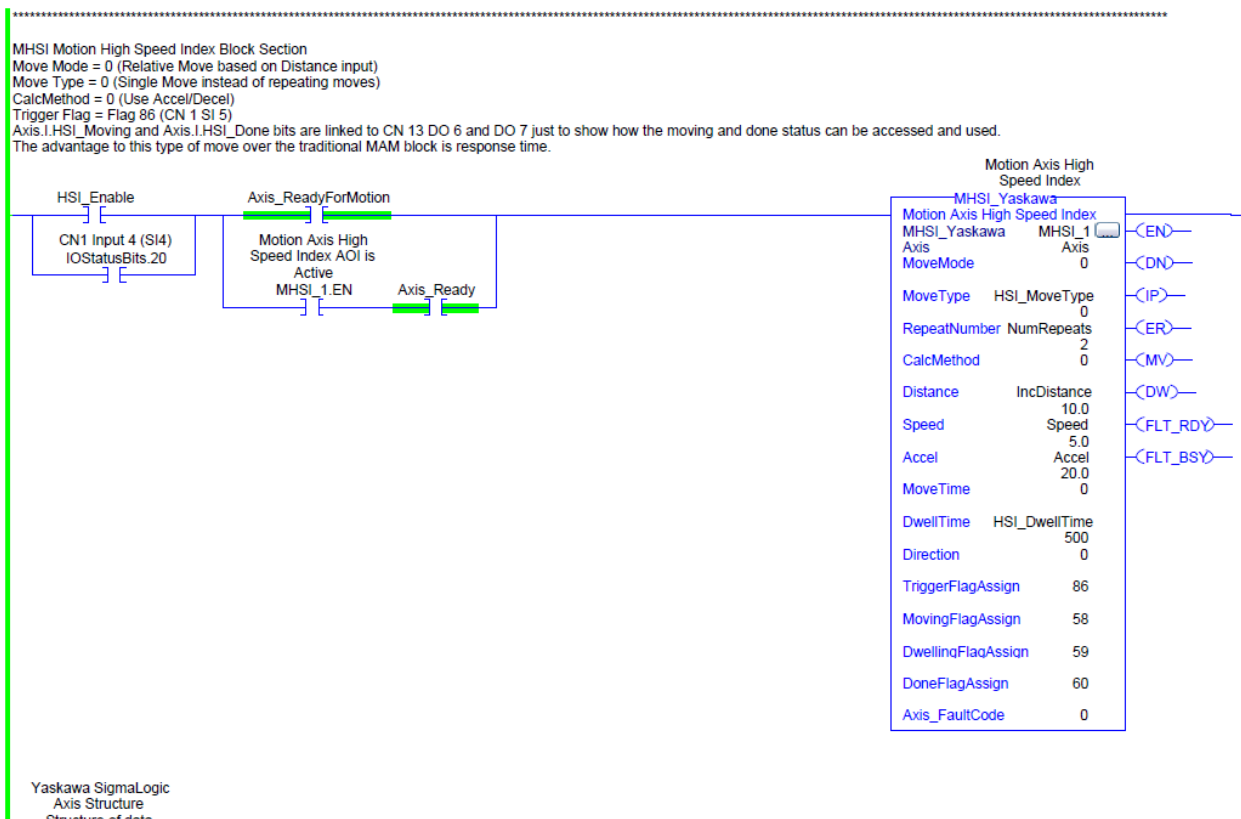 ****************************************************************************************************
MHSI Motion High Speed Index Block Section
Move Mode = 0 (Relative Move based on Distance input)
Move Type = 0 (Single Move instead of repeating moves)
CalcMethod = 0 (Use Accel/Decel)
Trigger Flag = Flag 86 (CN 1 SI 5)
Axis.I.HSI_Moving and Axis.I.HSI_Done bits are linked to CN 13 DO 6 and DO 7 just to show how the moving and done status can be accessed and used.
The advantage to this type of move over the traditional MAM block is response time.
HSI_Enable
CN1 Input 4 (SI4)
IOStatusBits.20
Axis_ReadyForMotion
Motion Axis High
Speed Index AOI is
Active
MHSI_1.EN
Axis_Ready
Motion Axis High
Speed Index
MHSI_Yaskawa
Motion Axis High Speed Index
MHSI_Yaskawa MHSI_1 ...
Axis Axis
MoveMode 0
MoveType HSI_MoveType
0
RepeatNumber NumRepeats
2
CalcMethod 0
Distance IncDistance
10.0
Speed Speed
5.0
Accel Accel
20.0
MoveTime 0
DwellTime HSI_DwellTime
500
Direction 0
TriggerFlagAssign 86
MovingFlagAssign 58
DwellingFlagAssign 59
DoneFlagAssign 60
Axis_FaultCode 0
EN
DN
IP
ER
MV
DW
FLT_RDY
FLT_BSY
Yaskawa SigmaLogic
Axis Structure
Structure of data